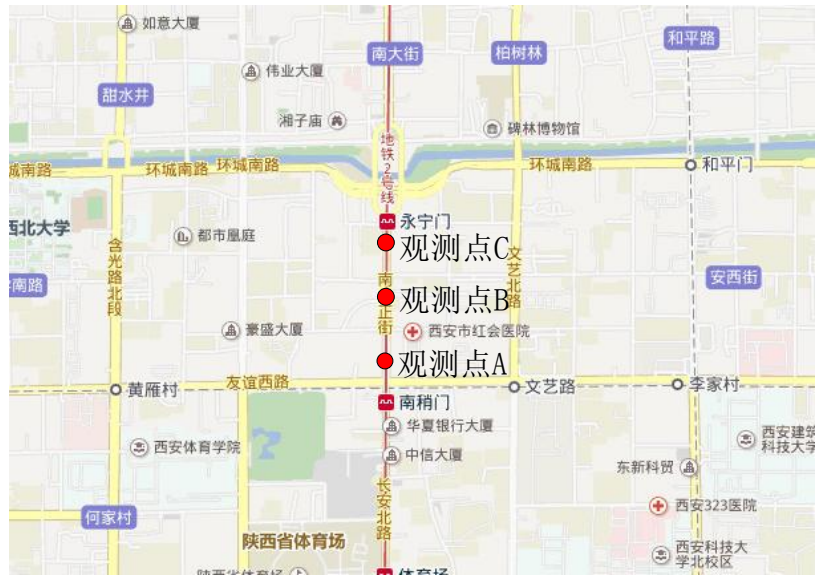 如意大厦
南大街
柏树林
和平路
伟业大厦
甜水井
湘子庙
碑林博物馆
地铁2号线
城南路
环城南路
环城南路
环城南路
和平门
西北大学
永宁门
都市凰庭
观测点C
含光路北段
文艺北路
南路
安西街
南
正街
观测点B
豪盛大厦
西安市红会医院
观测点A
友谊西路
黄雁村
文艺路
李家村
南稍门
华夏银行大厦
西安体育学院
中信大厦
西安建筑
科技大学
东新科贸
长安北路
西安323医院
何家村
陕西省体育场
西安科技大
学北校区
体育场